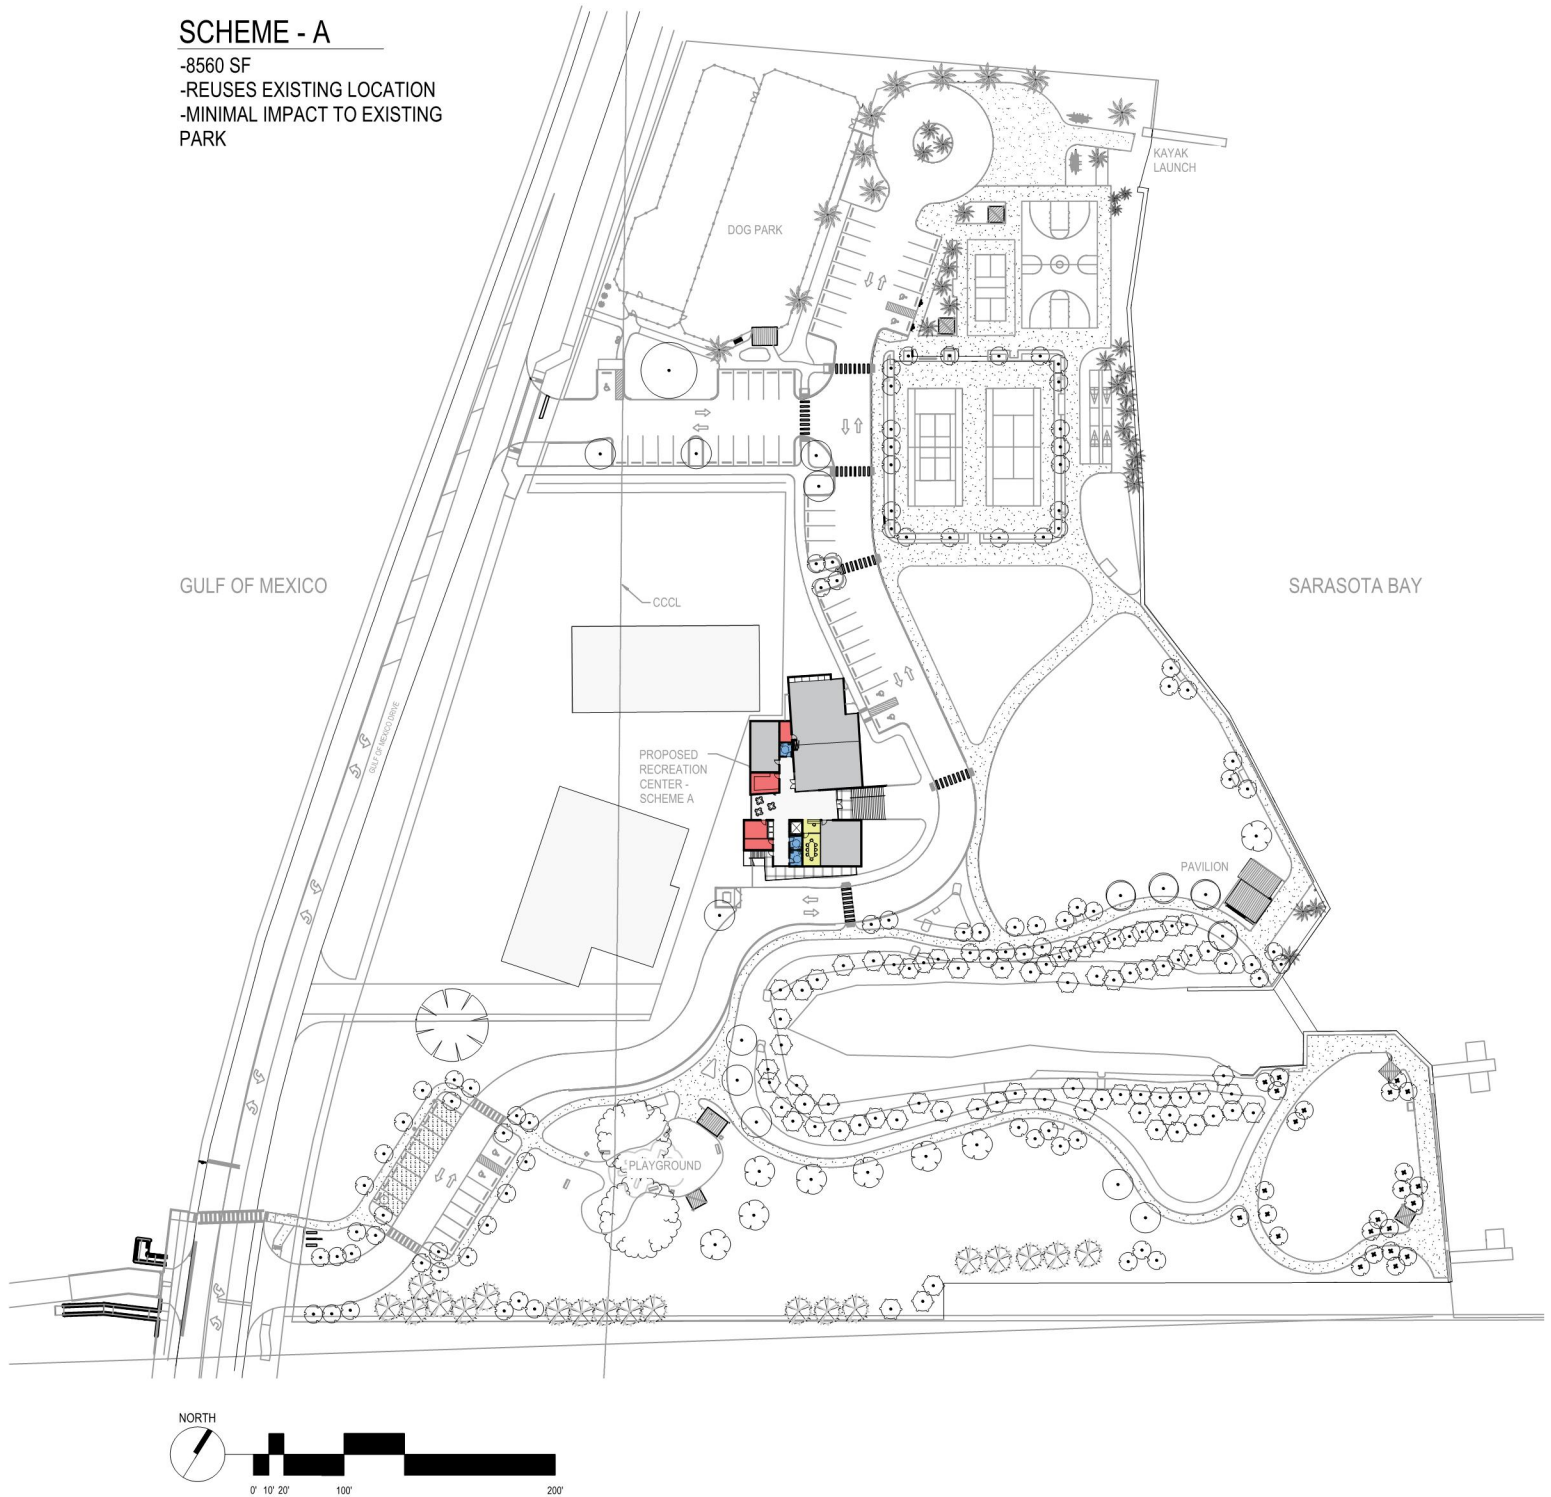 SCHEME - A
-8560 SF
-REUSES EXISTING LOCATION
-MINIMAL IMPACT TO EXISTING
PARK
KAYAK
LAUNCH
DOG PARK
GULF OF MEXICO
SARASOTA BAY
CCCL
GULF OF MEXICO DRIVE
PROPOSED
RECREATION
CENTER -
SCHEME A
PAVILION
PLAYGROUND
NORTH
0' 10' 20' 100' 200'